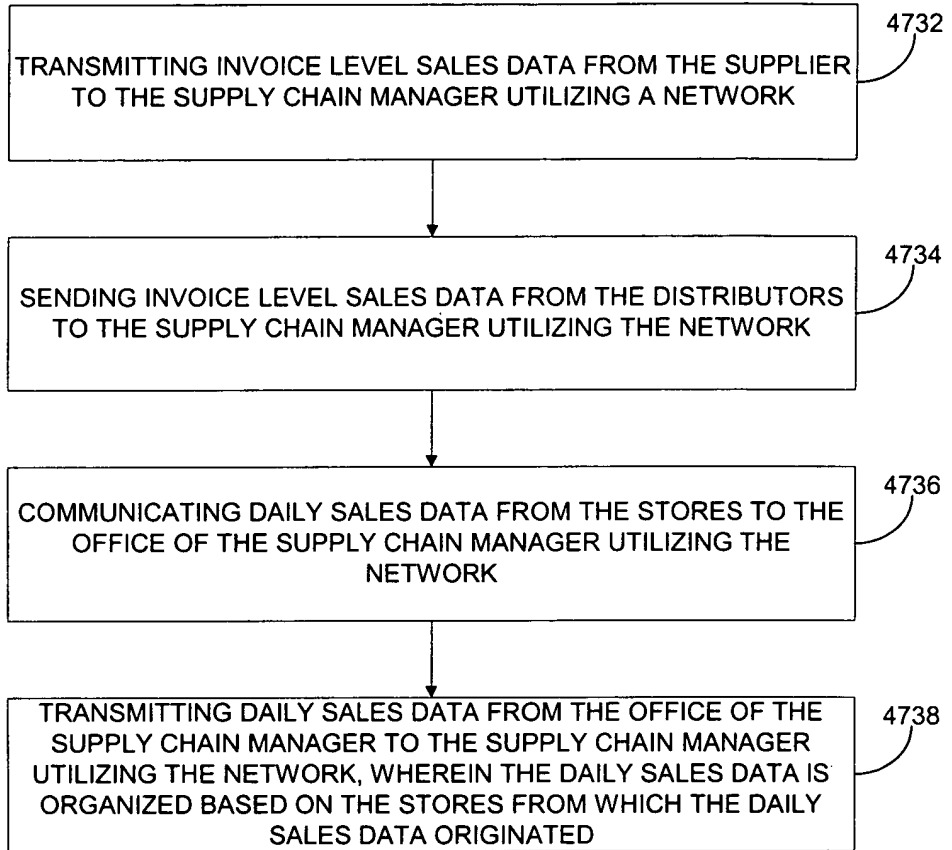 4732
TRANSMITTING INVOICE LEVEL SALES DATA FROM THE SUPPLIER
TO THE SUPPLY CHAIN MANAGER UTILIZING A NETWORK
4734
SENDING INVOICE LEVEL SALES DATA FROM THE DISTRIBUTORS
TO THE SUPPLY CHAIN MANAGER UTILIZING THE NETWORK
4736
COMMUNICATING DAILY SALES DATA FROM THE STORES TO THE
OFFICE OF THE SUPPLY CHAIN MANAGER UTILIZING THE
NETWORK
4738
TRANSMITTING DAILY SALES DATA FROM THE OFFICE OF THE
SUPPLY CHAIN MANAGER TO THE SUPPLY CHAIN MANAGER
UTILIZING THE NETWORK, WHEREIN THE DAILY SALES DATA IS
ORGANIZED BASED ON THE STORES FROM WHICH THE DAILY
SALES DATA ORIGINATED